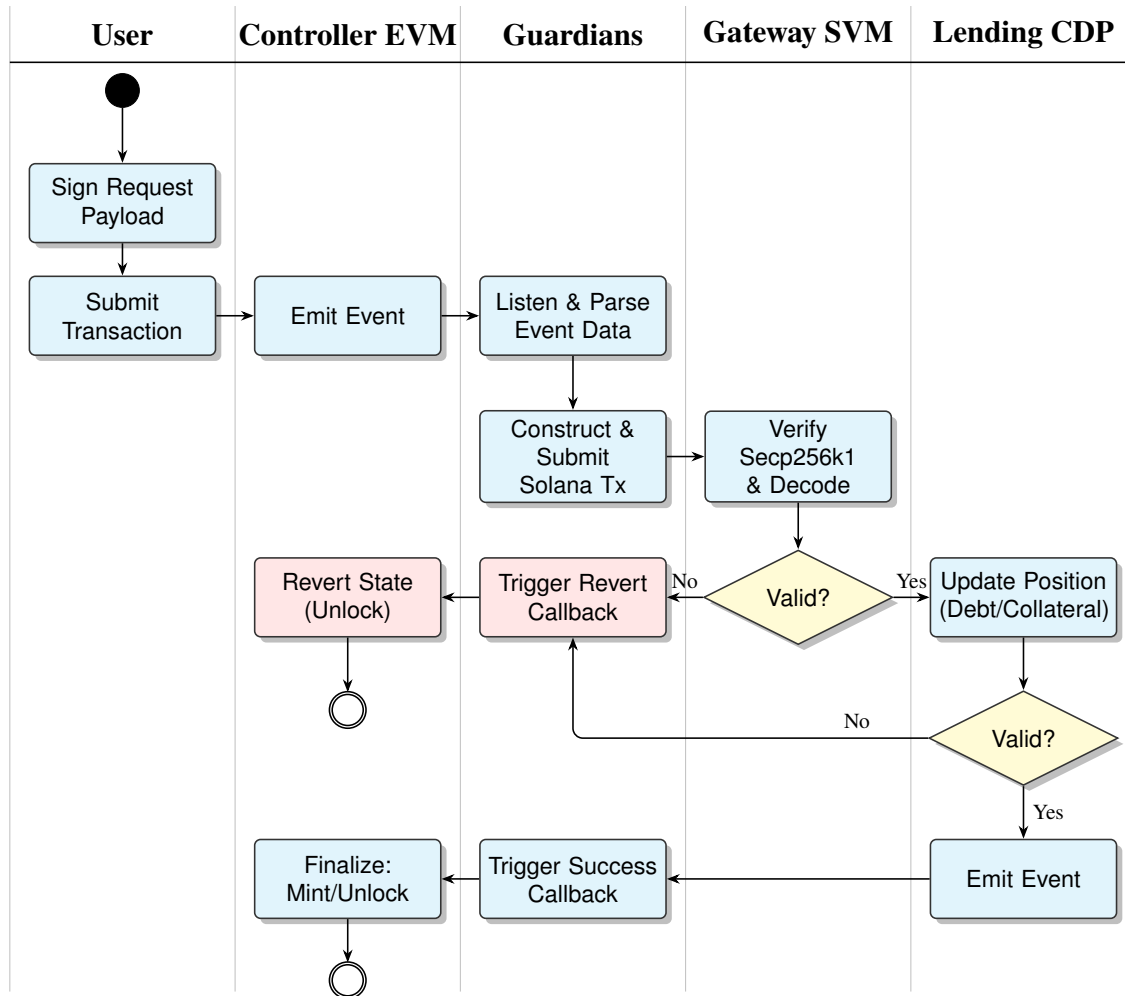 User
Controller EVM
Guardians
Gateway SVM
Lending CDP
Sign Request
Payload
Submit
Transaction
Emit Event
Listen & Parse
Event Data
Construct &
Submit
Solana Tx
Verify
Secp256k1
& Decode
Revert State
(Unlock)
Trigger Revert
Callback
No
Valid?
Yes
Update Position
(Debt/Collateral)
No
Valid?
Yes
Finalize:
Mint/Unlock
Trigger Success
Callback
Emit Event